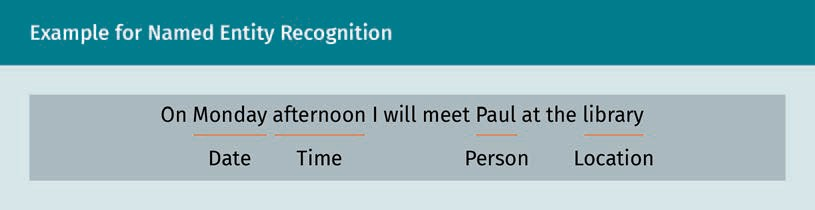 Example for Named Entity Recognition
On Monday afternoon I will meet Paul at the library
Date Time Person Location